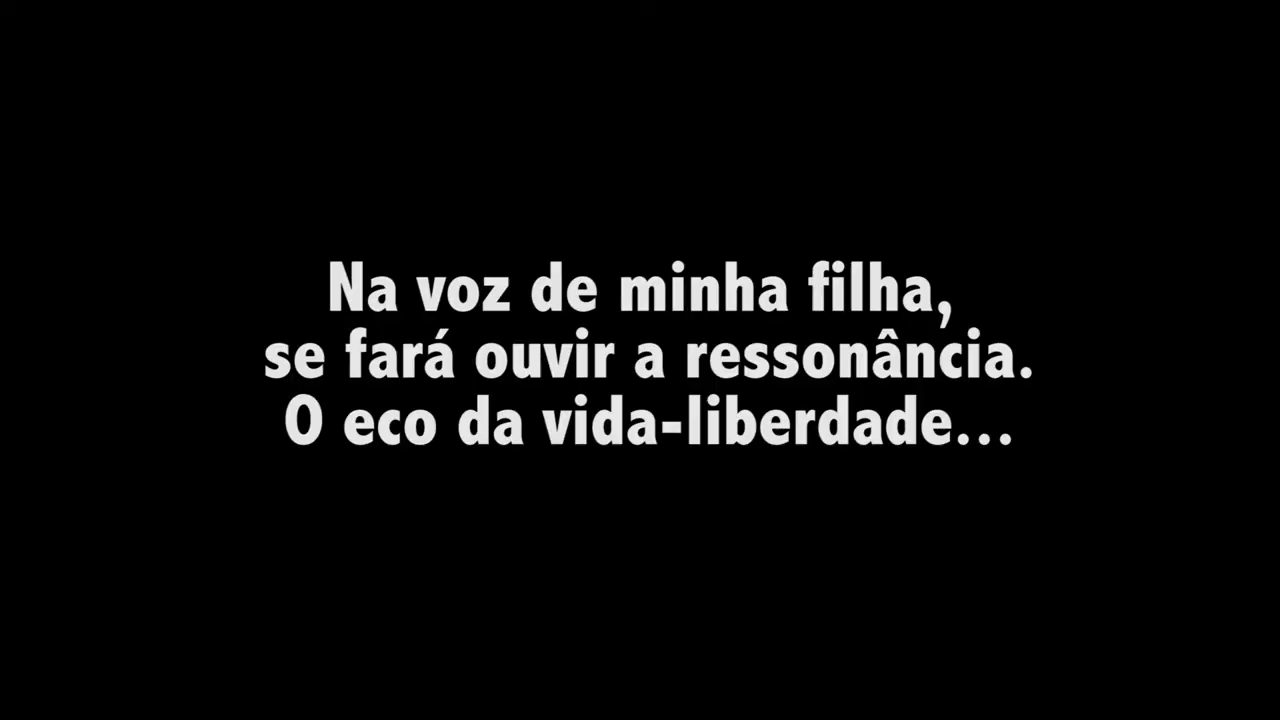 Na voz de minha filha,
se fará ouvir a ressonância.
O eco da vida-liberdade...